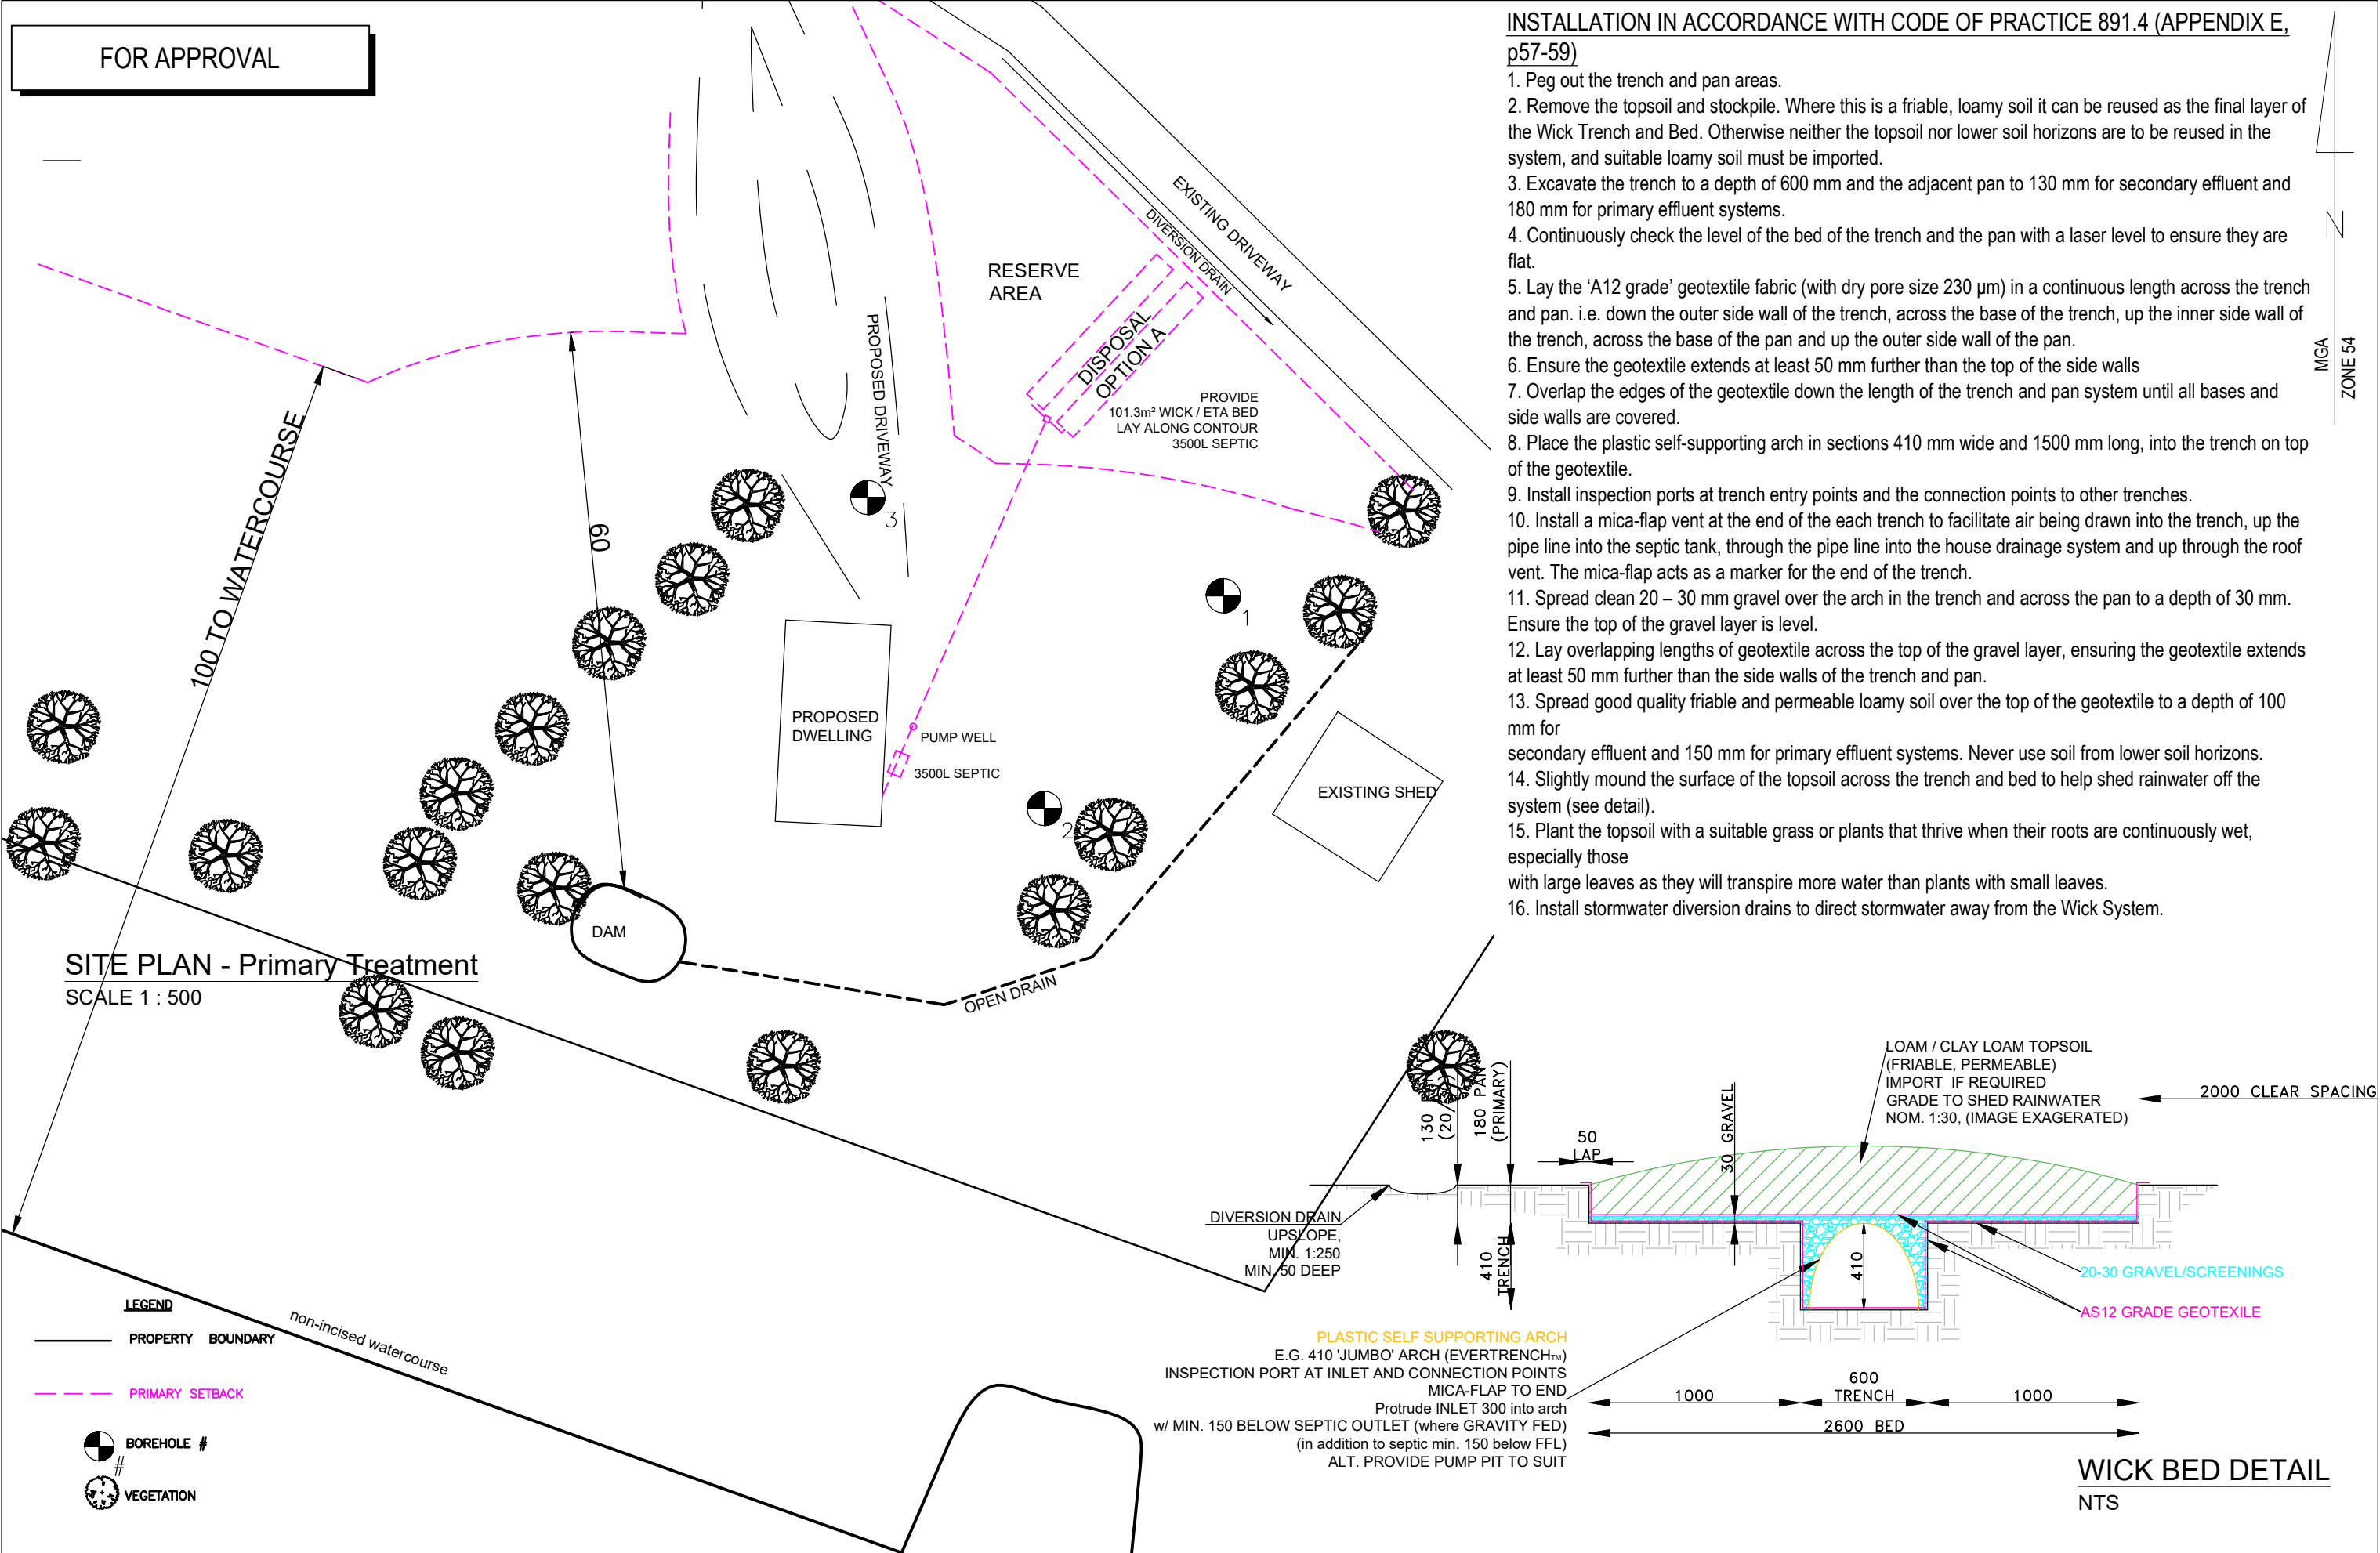 FOR APPROVAL
INSTALLATION IN ACCORDANCE WITH CODE OF PRACTICE 891.4 (APPENDIX E,
p57-59)
1. Peg out the trench and pan areas.
2. Remove the topsoil and stockpile. Where this is a friable, loamy soil it can be reused as the final layer of
the Wick Trench and Bed. Otherwise neither the topsoil nor lower soil horizons are to be reused in the
system, and suitable loamy soil must be imported.
3. Excavate the trench to a depth of 600 mm and the adjacent pan to 130 mm for secondary effluent and
180 mm for primary effluent systems.
4. Continuously check the level of the bed of the trench and the pan with a laser level to ensure they are
flat.
5. Lay the ‘A12 grade’ geotextile fabric (with dry pore size 230 µm) in a continuous length across the trench
and pan. i.e. down the outer side wall of the trench, across the base of the trench, up the inner side wall of
the trench, across the base of the pan and up the outer side wall of the pan.
6. Ensure the geotextile extends at least 50 mm further than the top of the side walls
7. Overlap the edges of the geotextile down the length of the trench and pan system until all bases and
side walls are covered.
8. Place the plastic self-supporting arch in sections 410 mm wide and 1500 mm long, into the trench on top
of the geotextile.
9. Install inspection ports at trench entry points and the connection points to other trenches.
10. Install a mica-flap vent at the end of the each trench to facilitate air being drawn into the trench, up the
pipe line into the septic tank, through the pipe line into the house drainage system and up through the roof
vent. The mica-flap acts as a marker for the end of the trench.
11. Spread clean 20 – 30 mm gravel over the arch in the trench and across the pan to a depth of 30 mm.
Ensure the top of the gravel layer is level.
12. Lay overlapping lengths of geotextile across the top of the gravel layer, ensuring the geotextile extends
at least 50 mm further than the side walls of the trench and pan.
13. Spread good quality friable and permeable loamy soil over the top of the geotextile to a depth of 100
mm for
secondary effluent and 150 mm for primary effluent systems. Never use soil from lower soil horizons.
14. Slightly mound the surface of the topsoil across the trench and bed to help shed rainwater off the
system (see detail).
15. Plant the topsoil with a suitable grass or plants that thrive when their roots are continuously wet,
especially those
with large leaves as they will transpire more water than plants with small leaves.
16. Install stormwater diversion drains to direct stormwater away from the Wick System.
N
MGA
ZONE 54
EXISTING DRIVEWAY
DIVERSION DRAIN
RESERVE
AREA
DISPOSAL
OPTION A
PROPOSED DRIVEWAY
PROVIDE
101.3m² WICK / ETA BED
LAY ALONG CONTOUR
3500L SEPTIC
100 TO WATERCOURSE
60
3
1
2
PROPOSED
DWELLING
PUMP WELL
3500L SEPTIC
EXISTING SHED
DAM
OPEN DRAIN
SITE PLAN - Primary Treatment
SCALE 1 : 500
LEGEND
PROPERTY BOUNDARY
PRIMARY SETBACK
BOREHOLE #
#
VEGETATION
non-incised watercourse
130
(20/
180 PAN
(PRIMARY)
410
TRENCH
50
LAP
30 GRAVEL
LOAM / CLAY LOAM TOPSOIL
(FRIABLE, PERMEABLE)
IMPORT IF REQUIRED
GRADE TO SHED RAINWATER
NOM. 1:30, (IMAGE EXAGERATED)
2000 CLEAR SPACING
DIVERSION DRAIN
UPSLOPE,
MIN. 1:250
MIN. 50 DEEP
410
20-30 GRAVEL/SCREENINGS
AS12 GRADE GEOTEXILE
PLASTIC SELF SUPPORTING ARCH
E.G. 410 'JUMBO' ARCH (EVERTRENCH™)
INSPECTION PORT AT INLET AND CONNECTION POINTS
MICA-FLAP TO END
Protrude INLET 300 into arch
w/ MIN. 150 BELOW SEPTIC OUTLET (where GRAVITY FED)
(in addition to septic min. 150 below FFL)
ALT. PROVIDE PUMP PIT TO SUIT
1000
600
TRENCH
1000
2600 BED
WICK BED DETAIL
NTS